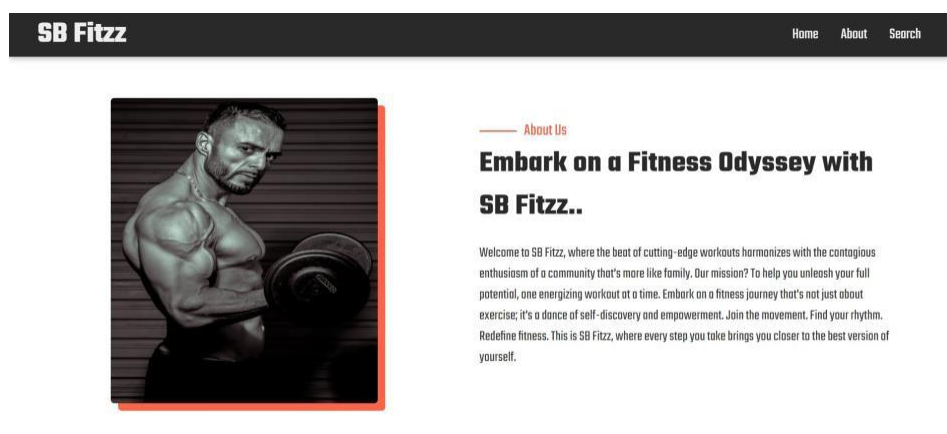 SB Fitzz
Home About Search
About Us
Embark on a Fitness Odyssey with
SB Fitzz..
Welcome to SB Fitzz, where the beat of cutting-edge workouts harmonizes with the contagious
enthusiasm of a community that's more like family. Our mission? To help you unleash your full
potential, one energizing workout at a time. Embark on a fitness journey that's not just about
exercise; it's a dance of self-discovery and empowerment. Join the movement. Find your rhythm.
Redefine fitness. This is SB Fitzz, where every step you take brings you closer to the best version of
yourself.